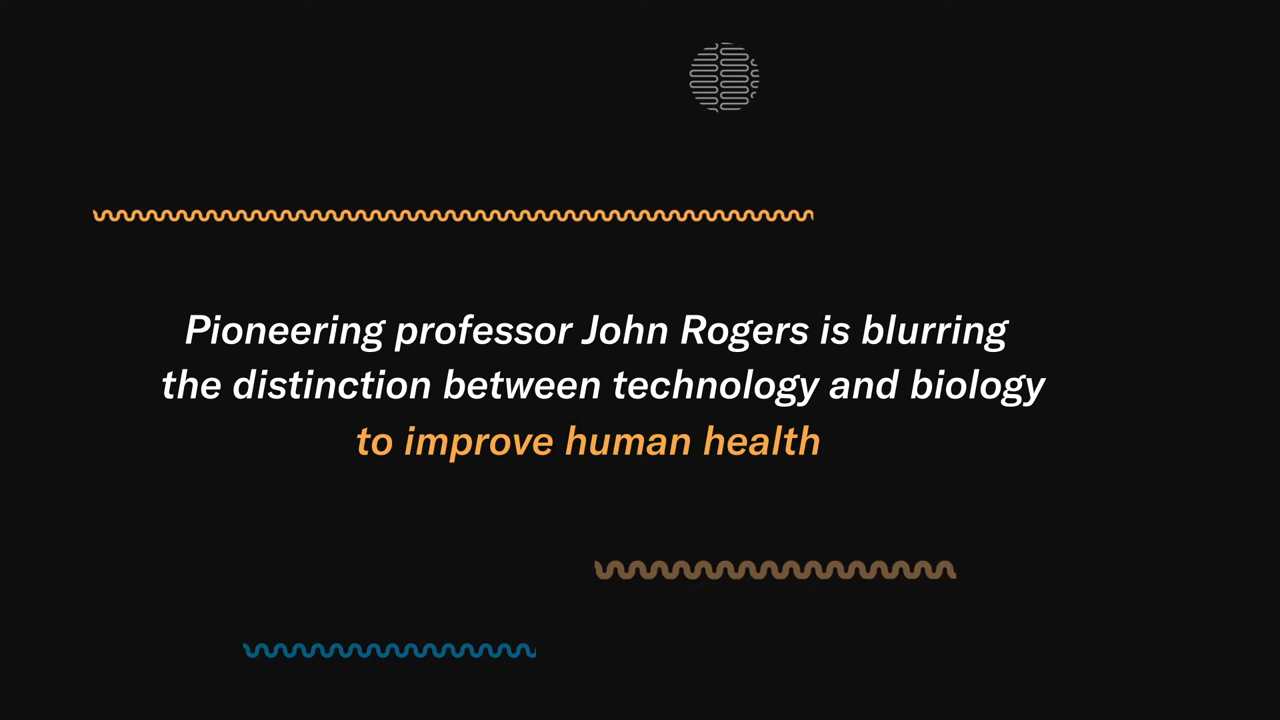 Pioneering professor John Rogers is blurring
the distinction between technology and biology
to improve human health